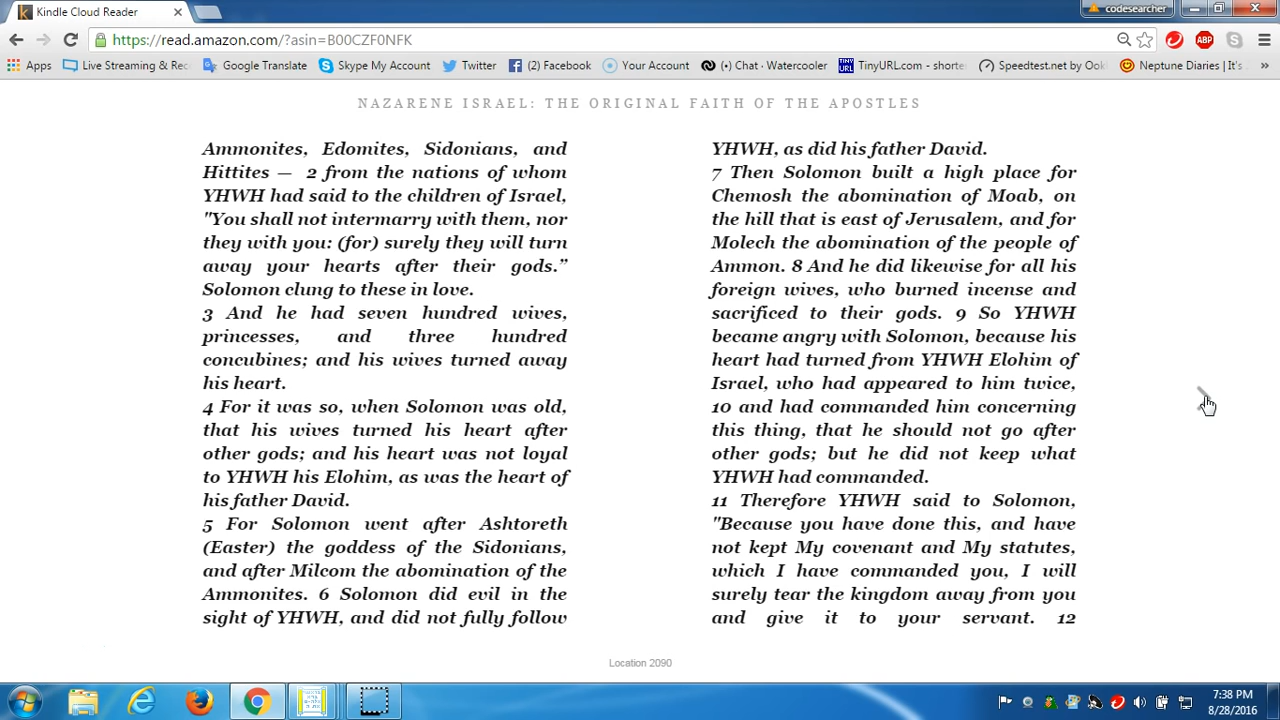 Kindle Cloud Reader
codesearcher
https://read.amazon.com/?asin=B00CZF0NFK
ABP
Apps
Live Streaming & Rec
Google Translate
Skype My Account
Twitter
(2) Facebook
Your Account
(·) Chat · Watercooler
TINY URL
TinyURL.com - shorte
Speedtest.net by Ookl
Neptune Diaries | It's
»
NAZARENE ISRAEL: THE ORIGINAL FAITH OF THE APOSTLES
Ammonites, Edomites, Sidonians, and
Hittites — 2 from the nations of whom
YHWH had said to the children of Israel,
"You shall not intermarry with them, nor
they with you: (for) surely they will turn
away your hearts after their gods.”
Solomon clung to these in love.
3 And he had seven hundred wives,
princesses, and three hundred
concubines; and his wives turned away
his heart.
4 For it was so, when Solomon was old,
that his wives turned his heart after
other gods; and his heart was not loyal
to YHWH his Elohim, as was the heart of
his father David.
5 For Solomon went after Ashtoreth
(Easter) the goddess of the Sidonians,
and after Milcom the abomination of the
Ammonites. 6 Solomon did evil in the
sight of YHWH, and did not fully follow
YHWH, as did his father David.
7 Then Solomon built a high place for
Chemosh the abomination of Moab, on
the hill that is east of Jerusalem, and for
Molech the abomination of the people of
Ammon. 8 And he did likewise for all his
foreign wives, who burned incense and
sacrificed to their gods. 9 So YHWH
became angry with Solomon, because his
heart had turned from YHWH Elohim of
Israel, who had appeared to him twice,
10 and had commanded him concerning
this thing, that he should not go after
other gods; but he did not keep what
YHWH had commanded.
11 Therefore YHWH said to Solomon,
"Because you have done this, and have
not kept My covenant and My statutes,
which I have commanded you, I will
surely tear the kingdom away from you
and give it to your servant. 12
Location 2090
7:38 PM
8/28/2016